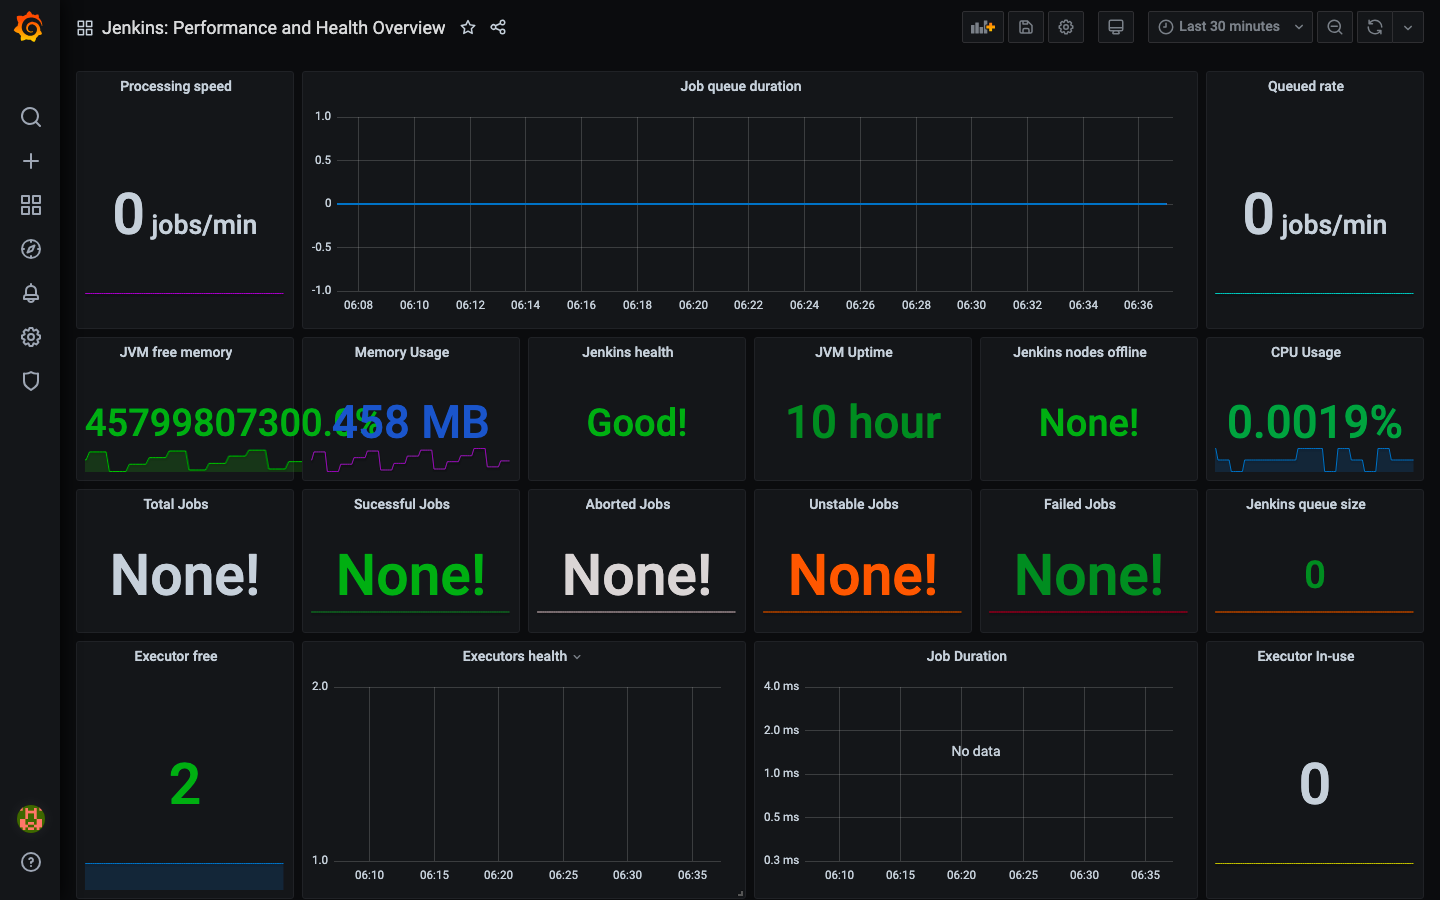 Jenkins: Performance and Health Overview
Last 30 minutes
Processing speed
0 jobs/min
Job queue duration
1.0
0.5
0
-0.5
-1.0
06:08 06:10 06:12 06:14 06:16 06:18 06:20 06:22 06:24 06:26 06:28 06:30 06:32 06:34 06:36
Queued rate
0 jobs/min
JVM free memory
45799807300.0%
Memory Usage
458 MB
Jenkins health
Good!
JVM Uptime
10 hour
Jenkins nodes offline
None!
CPU Usage
0.0019%
Total Jobs
None!
Sucessful Jobs
None!
Aborted Jobs
None!
Unstable Jobs
None!
Failed Jobs
None!
Jenkins queue size
0
Executor free
2
Executors health
2.0
1.0
06:10 06:15 06:20 06:25 06:30 06:35
Job Duration
4.0 ms
2.0 ms
No data
1.0 ms
0.5 ms
0.3 ms
06:10 06:15 06:20 06:25 06:30 06:35
Executor In-use
0